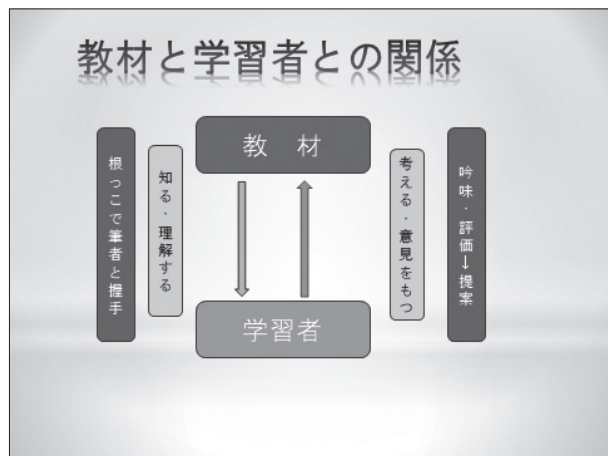 教材と学習者との関係
根っこで筆者と握手
知る・理解する
教　材
学習者
考える・意見をもつ
吟味・評価→提案